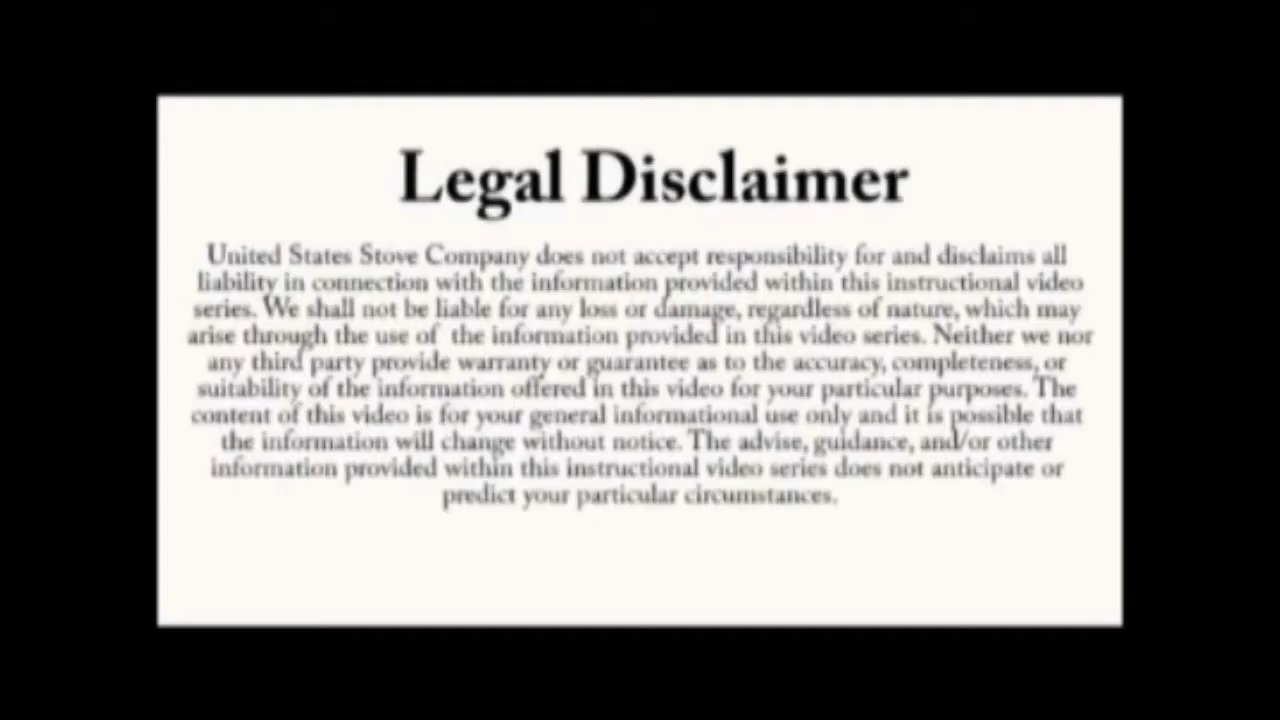 Legal Disclaimer
United States Stove Company does not accept responsibility for and disclaims all
liability in connection with the information provided within this instructional video
series. We shall not be liable for any loss or damage, regardless of nature, which may
arise through the use of the information provided in this video series. Neither we nor
any third party provide warranty or guarantee as to the accuracy, completeness, or
suitability of the information offered in this video for your particular purposes. The
content of this video is for your general informational use only and it is possible that
the information will change without notice. The advise, guidance, and/or other
information provided within this instructional video series does not anticipate or
predict your particular circumstances.